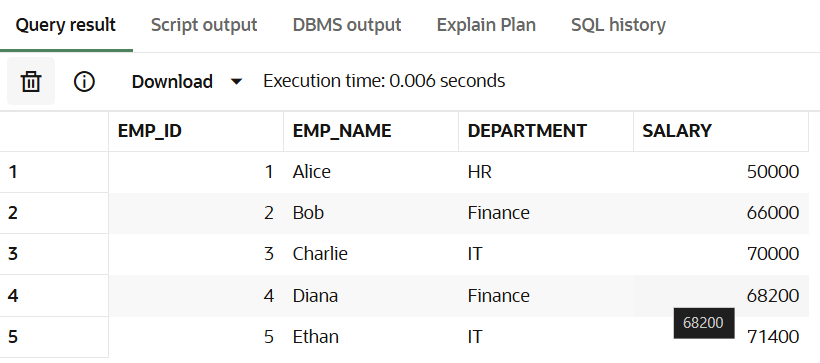 Query result Script output DBMS output Explain Plan SQL history
Download Execution time: 0.006 seconds
EMP_ID EMP_NAME DEPARTMENT SALARY
1 1 Alice HR 50000
2 2 Bob Finance 66000
3 3 Charlie IT 70000
4 4 Diana Finance 68200
68200
5 5 Ethan IT 71400